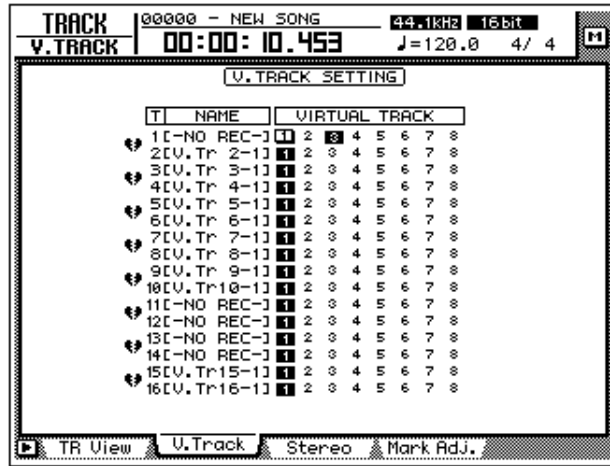 TRACK 00000 - NEW SONG 44.1kHz 16bit
V.TRACK 00:00: 10.453 ♩=120.0 4/ 4 M
V.TRACK SETTING
T NAME VIRTUAL TRACK
1[-NO REC-] 1 2 3 4 5 6 7 8
2[V.Tr 2-1] 1 2 3 4 5 6 7 8
3[V.Tr 3-1] 1 2 3 4 5 6 7 8
4[V.Tr 4-1] 1 2 3 4 5 6 7 8
5[V.Tr 5-1] 1 2 3 4 5 6 7 8
6[V.Tr 6-1] 1 2 3 4 5 6 7 8
7[V.Tr 7-1] 1 2 3 4 5 6 7 8
8[V.Tr 8-1] 1 2 3 4 5 6 7 8
9[V.Tr 9-1] 1 2 3 4 5 6 7 8
10[V.Tr10-1] 1 2 3 4 5 6 7 8
11[-NO REC-] 1 2 3 4 5 6 7 8
12[-NO REC-] 1 2 3 4 5 6 7 8
13[-NO REC-] 1 2 3 4 5 6 7 8
14[-NO REC-] 1 2 3 4 5 6 7 8
15[V.Tr15-1] 1 2 3 4 5 6 7 8
16[V.Tr16-1] 1 2 3 4 5 6 7 8
TR View V.Track Stereo Mark Adj.